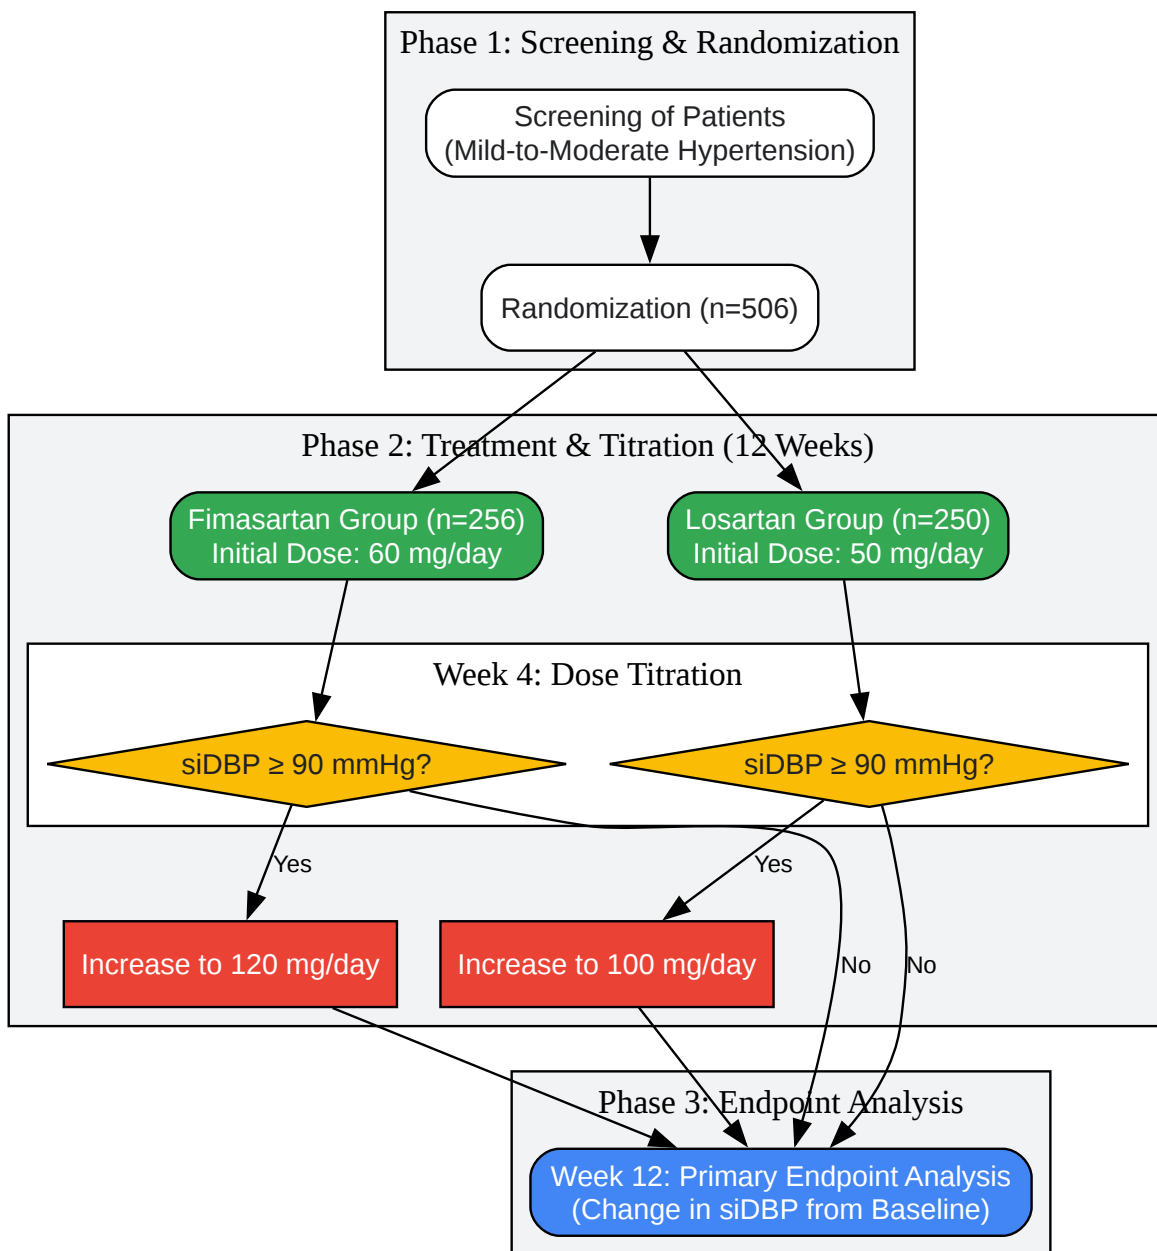 Phase 1: Screening & Randomization
Screening of Patients
(Mild-to-Moderate Hypertension)
Randomization (n=506)
Phase 2: Treatment & Titration (12 Weeks)
Fimasartan Group (n=256)
Initial Dose: 60 mg/day
Losartan Group (n=250)
Initial Dose: 50 mg/day
Week 4: Dose Titration
siDBP ≥ 90 mmHg?
siDBP ≥ 90 mmHg?
Yes
Yes
Increase to 120 mg/day
Increase to 100 mg/day
No
No
Phase 3: Endpoint Analysis
Week 12: Primary Endpoint Analysis
(Change in siDBP from Baseline)